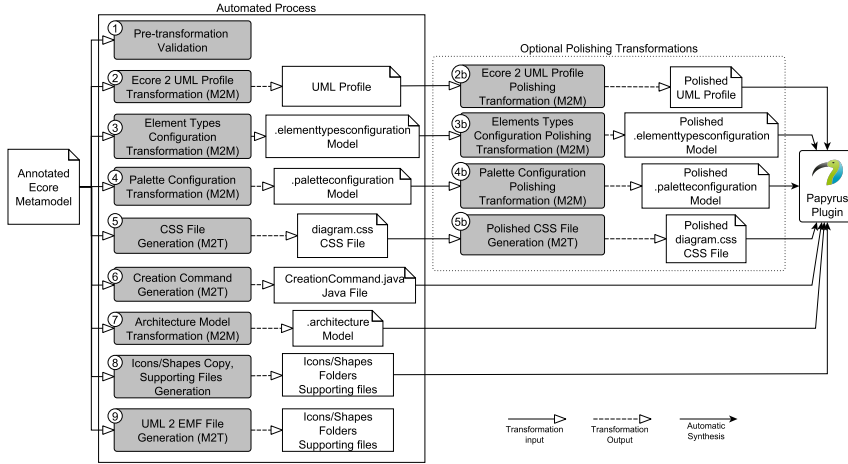 Automated Process
1
Pre-transformation
Validation
Optional Polishing Transformations
2
Ecore 2 UML Profile
Transformation (M2M)
UML Profile
2b
Ecore 2 UML Profile
Polishing
Tranformation (M2M)
Polished
UML Profile
3
Element Types
Configuration
Transformation (M2M)
.elementtypesconfiguration
Model
3b
Elements Types
Configuration Polishing
Transformation (M2M)
Polished
.elementtypesconfiguration
Model
Annotated
Ecore
Metamodel
4
Palette Configuration
Transformation (M2M)
.paletteconfiguration
Model
4b
Palette Configuration
Polishing
Transformation (M2M)
Polished
.paletteconfiguration
Model
Papyrus
Plugin
5
CSS File
Generation (M2T)
diagram.css
CSS File
5b
Polished CSS File
Generation (M2T)
Polished
diagram.css
CSS File
6
Creation Command
Generation (M2T)
CreationCommand.java
Java File
7
Architecture Model
Transformation (M2M)
.architecture
Model
8
Icons/Shapes Copy,
Supporting Files
Generation
Icons/Shapes
Folders
Supporting files
9
UML 2 EMF File
Generation (M2T)
Icons/Shapes
Folders
Supporting files
Transformation
input
Transformation
Output
Automatic
Synthesis